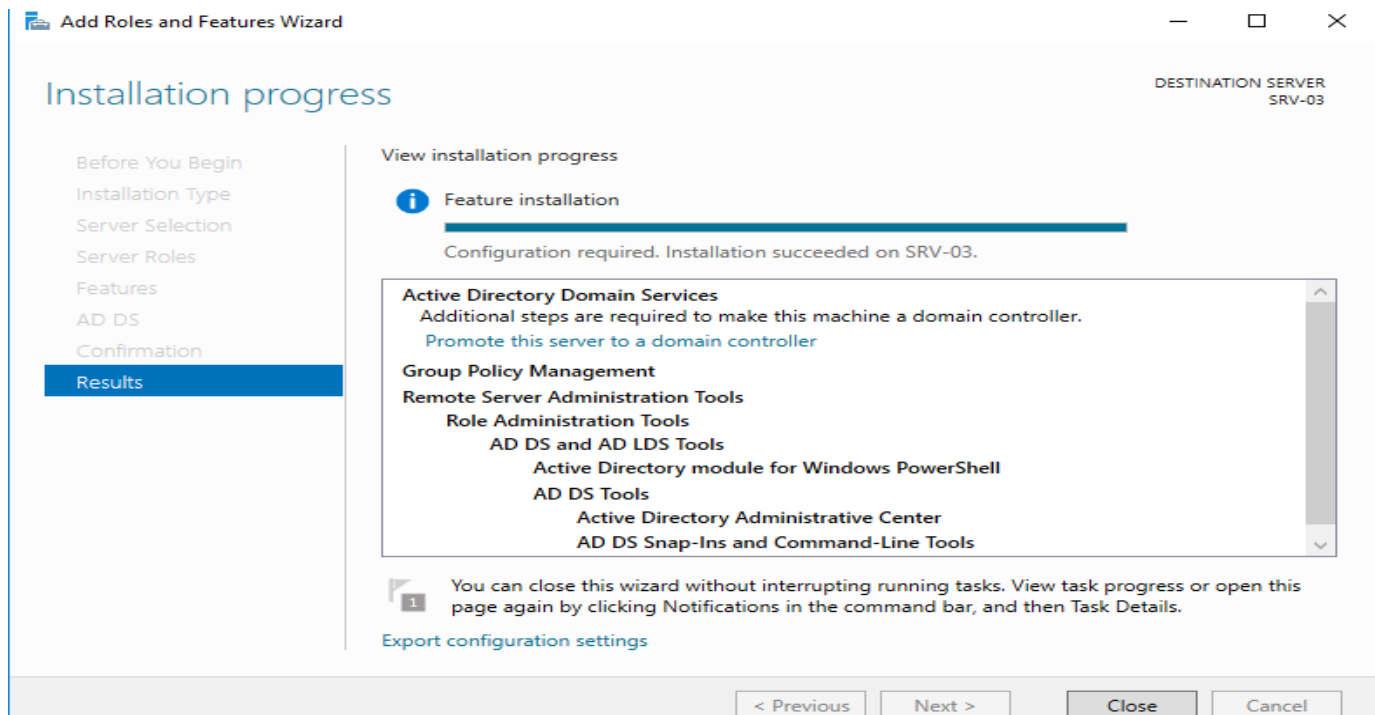 Add Roles and Features Wizard
Installation progress
DESTINATION SERVER
SRV-03
Before You Begin
Installation Type
Server Selection
Server Roles
Features
AD DS
Confirmation
Results
View installation progress
Feature installation
Configuration required. Installation succeeded on SRV-03.
Active Directory Domain Services
Additional steps are required to make this machine a domain controller.
Promote this server to a domain controller
Group Policy Management
Remote Server Administration Tools
Role Administration Tools
AD DS and AD LDS Tools
Active Directory module for Windows PowerShell
AD DS Tools
Active Directory Administrative Center
AD DS Snap-Ins and Command-Line Tools
1
You can close this wizard without interrupting running tasks. View task progress or open this
page again by clicking Notifications in the command bar, and then Task Details.
Export configuration settings
< Previous
Next >
Close
Cancel